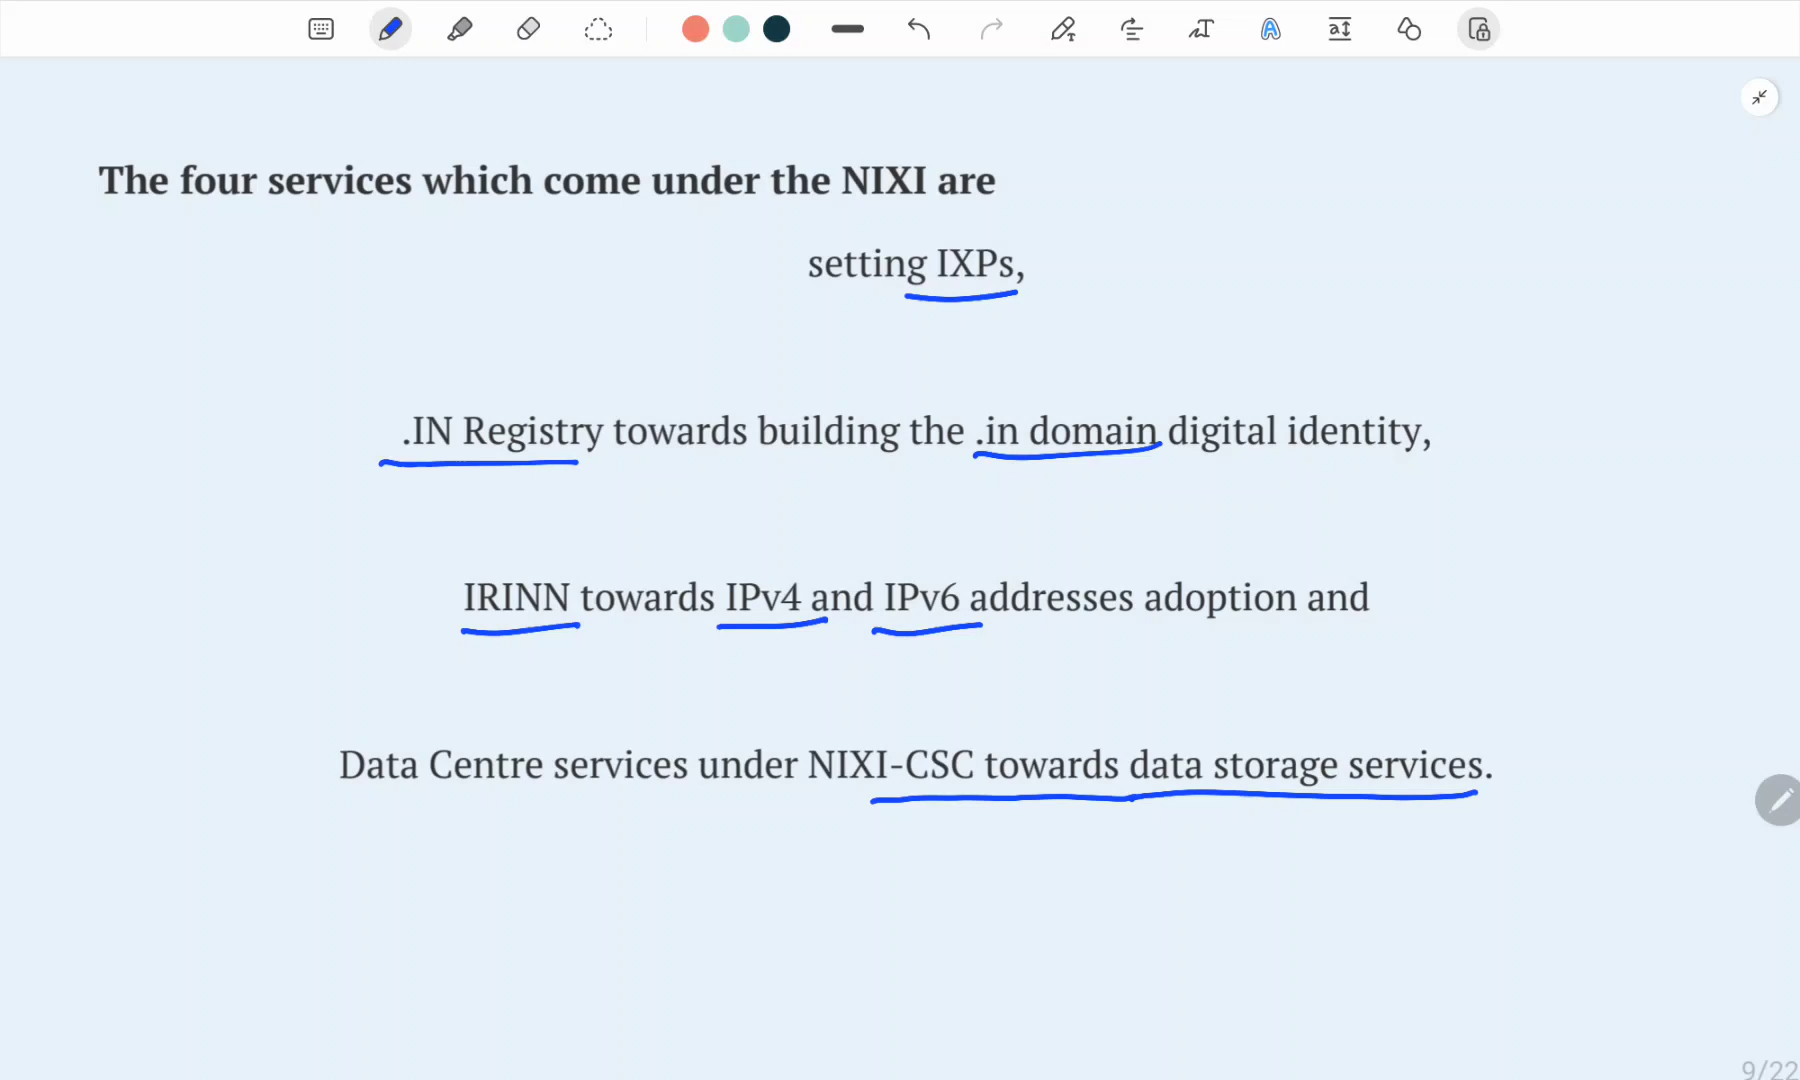 The four services which come under the NIXI are
setting IXPs,
.IN Registry towards building the .in domain digital identity,
IRINN towards IPv4 and IPv6 addresses adoption and
Data Centre services under NIXI-CSC towards data storage services.
9/22